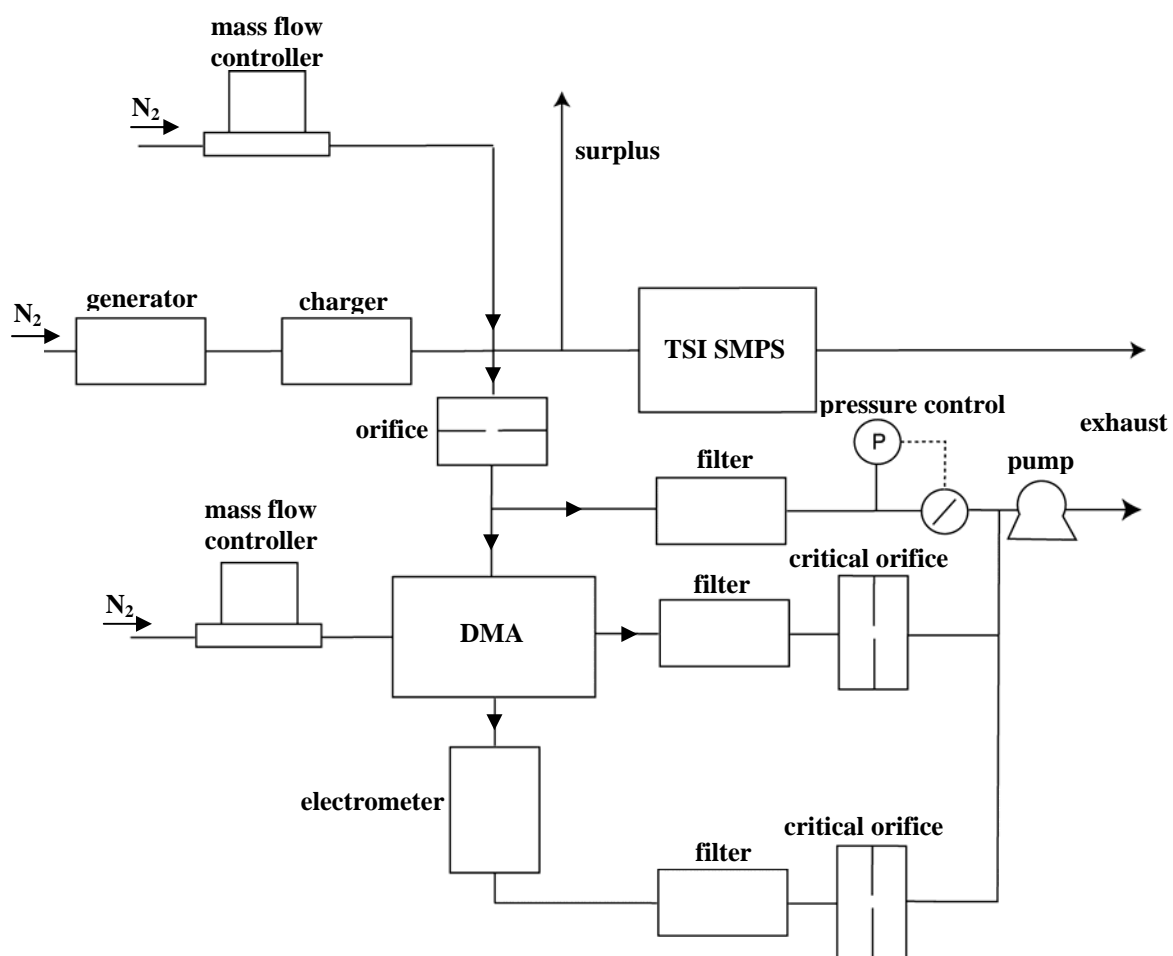 mass flow
controller
N₂
surplus
generator
charger
N₂
TSI SMPS
pressure control
P
exhaust
orifice
filter
pump
mass flow
controller
critical orifice
filter
N₂
DMA
electrometer
critical orifice
filter